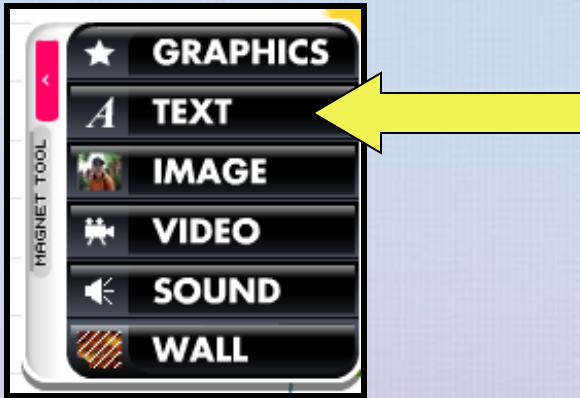 GRAPHICS
A TEXT
IMAGE
VIDEO
SOUND
WALL
MAGNET TOOL